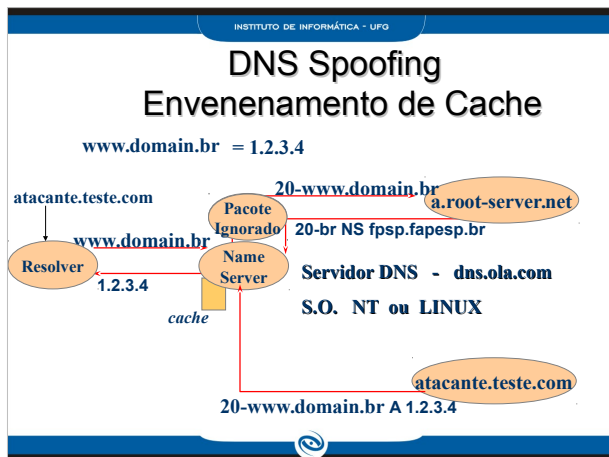 INSTITUTO DE INFORMÁTICA - UFG
DNS Spoofing
Envenenamento de Cache
www.domain.br = 1.2.3.4
20-www.domain.br
a.root-server.net
atacante.teste.com
Pacote
Ignorado
20-br NS fpsp.fapesp.br
www.domain.br
Resolver
Name
Server
Servidor DNS - dns.ola.com
1.2.3.4
S.O. NT ou LINUX
cache
atacante.teste.com
20-www.domain.br A 1.2.3.4